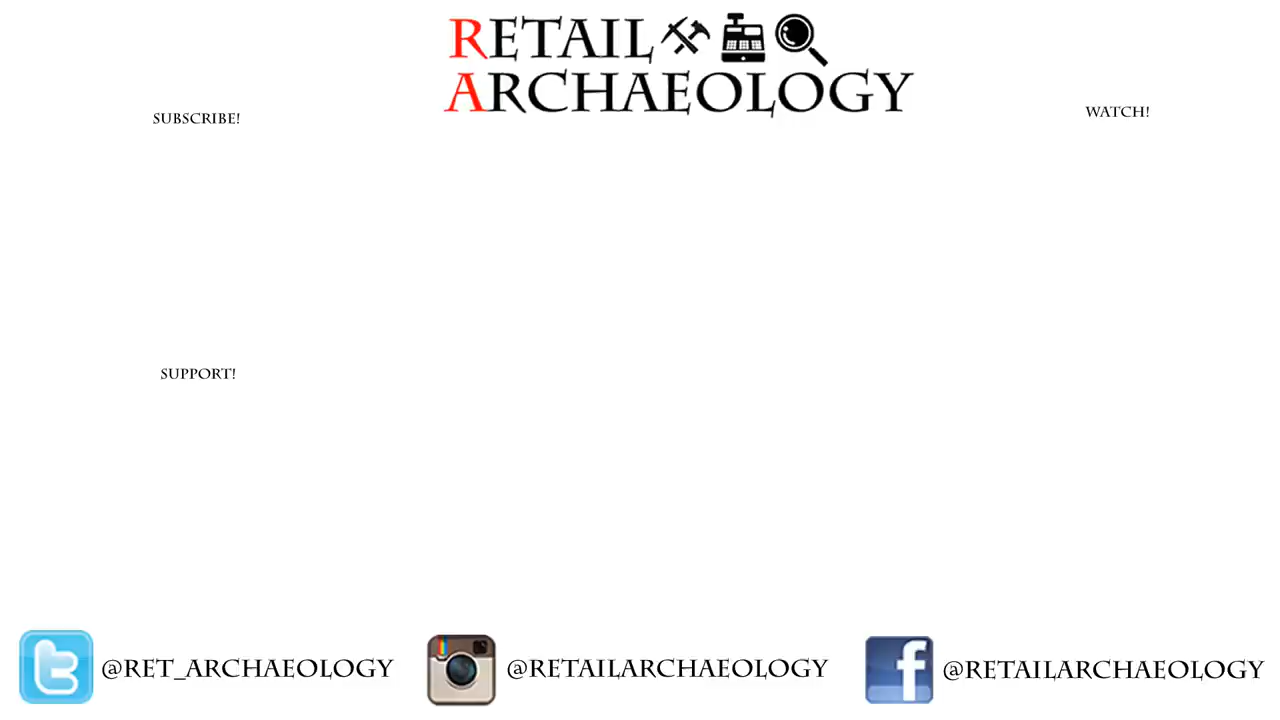 RETAIL
ARCHAEOLOGY
SUBSCRIBE!
WATCH!
SUPPORT!
@RET_ARCHAEOLOGY
@RETAILARCHAEOLOGY
@RETAILARCHAEOLOGY